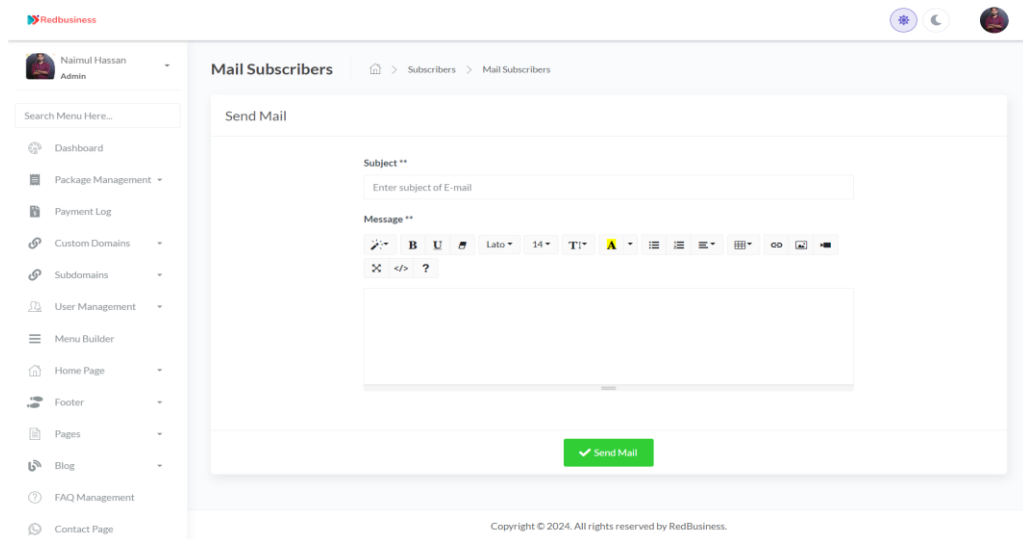 Redbusiness
Naimul Hassan
Admin
Search Menu Here...
Dashboard
Package Management
Payment Log
Custom Domains
Subdomains
User Management
Menu Builder
Home Page
Footer
Pages
Blog
FAQ Management
Contact Page
Mail Subscribers > Subscribers > Mail Subscribers
Send Mail
Subject **
Enter subject of E-mail
Message **
B U Lato 14 T A
</> ?
Send Mail
Copyright © 2024. All rights reserved by RedBusiness.